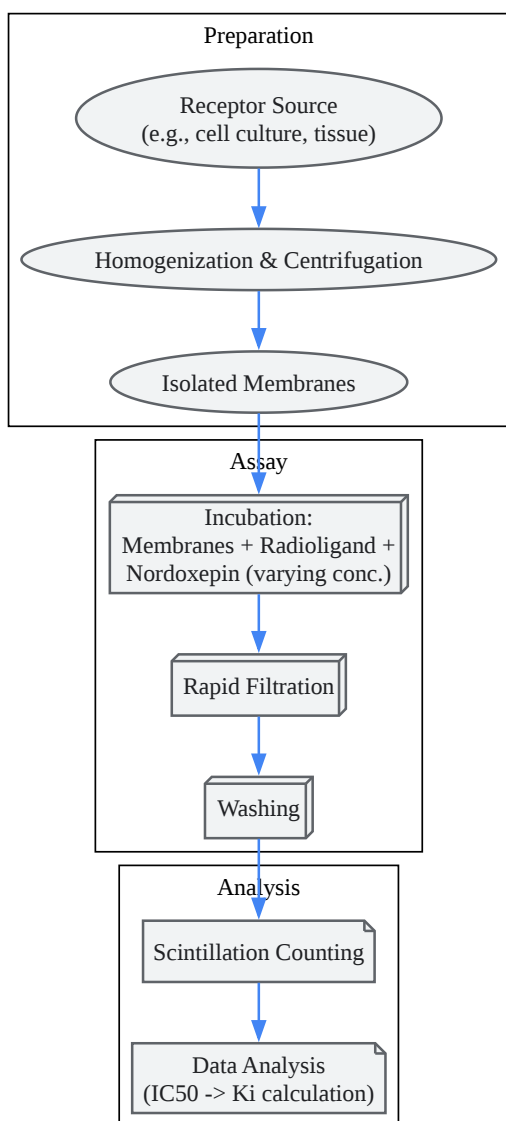 Preparation
Receptor Source
(e.g., cell culture, tissue)
Homogenization & Centrifugation
Isolated Membranes
Assay
Incubation:
Membranes + Radioligand +
Nordoxepin (varying conc.)
Rapid Filtration
Washing
Analysis
Scintillation Counting
Data Analysis
(IC50 -> Ki calculation)